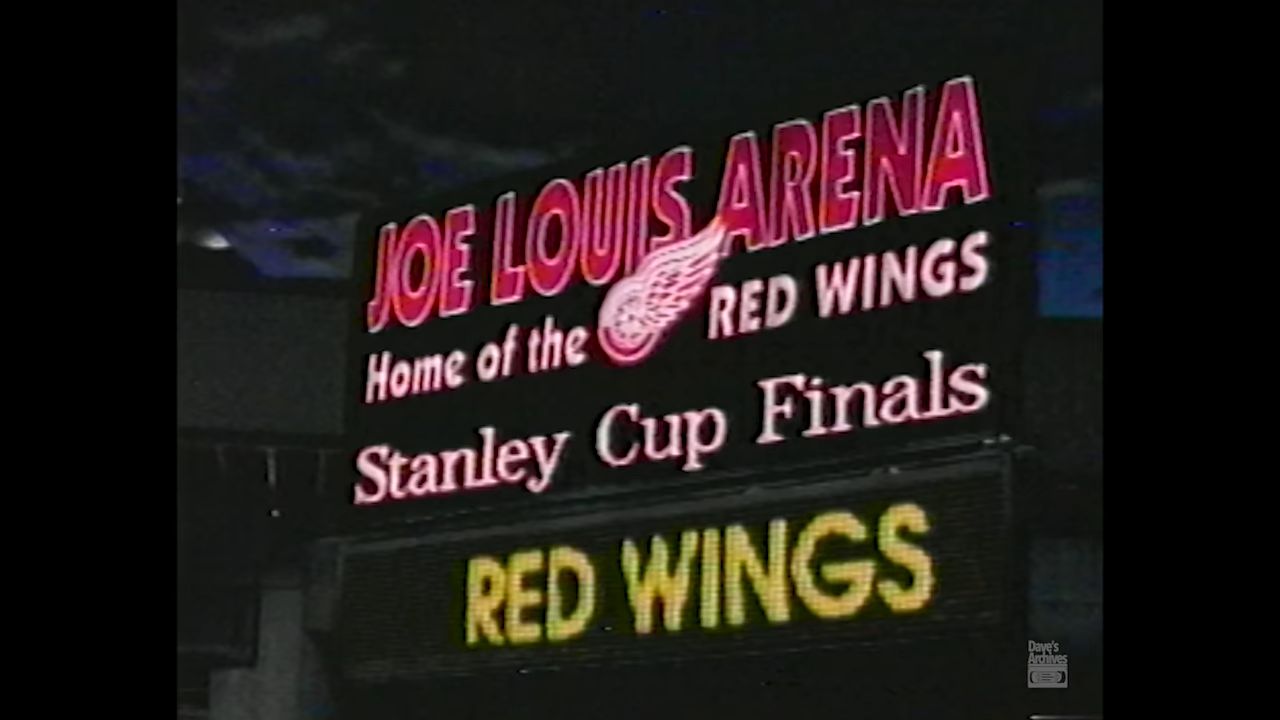 JOE LOUIS ARENA
Home of the RED WINGS
Stanley Cup Finals
RED WINGS
Dave's
Archives